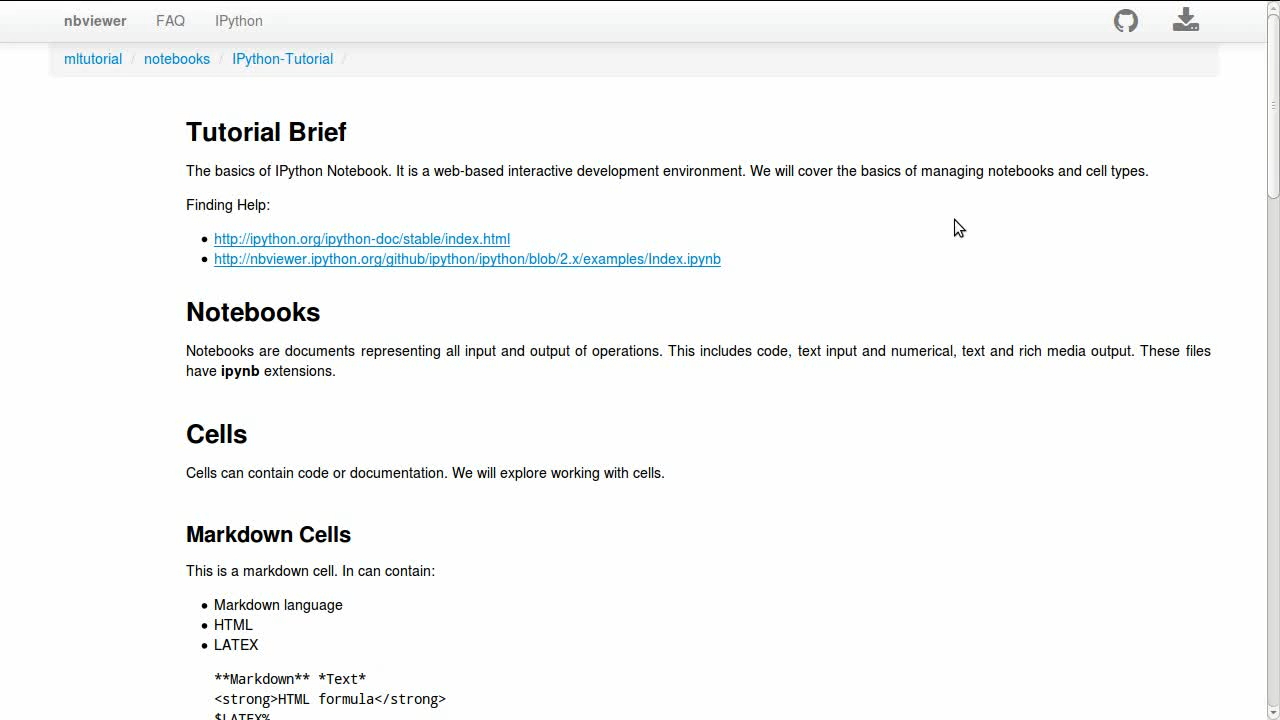 nbviewer FAQ IPython
mltutorial / notebooks / IPython-Tutorial /
Tutorial Brief
The basics of IPython Notebook. It is a web-based interactive development environment. We will cover the basics of managing notebooks and cell types.
Finding Help:
• http://ipython.org/ipython-doc/stable/index.html
• http://nbviewer.ipython.org/github/ipython/ipython/blob/2.x/examples/Index.ipynb
Notebooks
Notebooks are documents representing all input and output of operations. This includes code, text input and numerical, text and rich media output. These files
have ipynb extensions.
Cells
Cells can contain code or documentation. We will explore working with cells.
Markdown Cells
This is a markdown cell. In can contain:
• Markdown language
• HTML
• LATEX
**Markdown** *Text*
<strong>HTML formula</strong>
$LATEX%